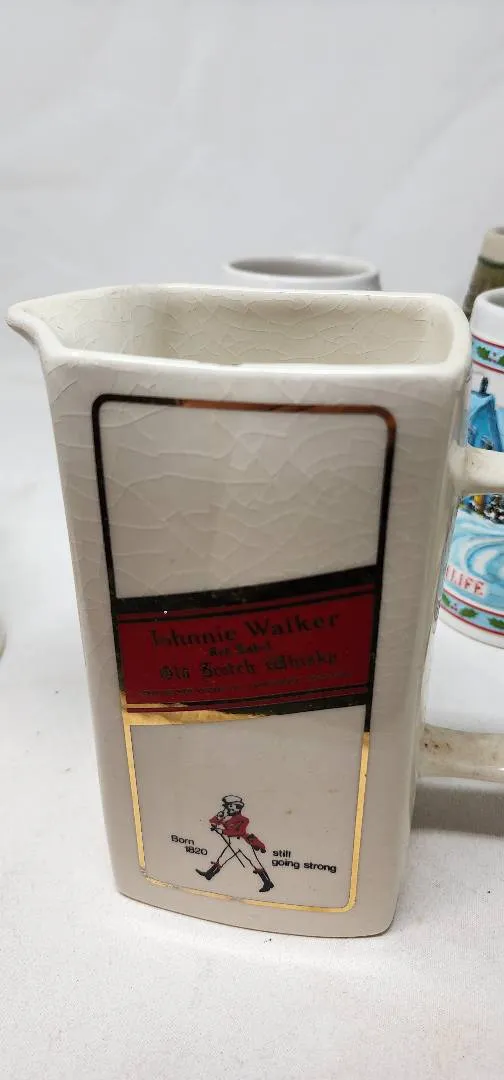 Johnnie Walker
Red Label
Old Scotch Whisky
Born
1820
still
going strong
LIFE